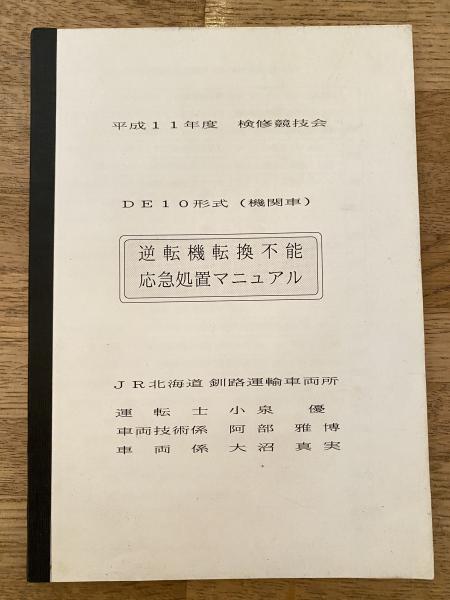 平成11年度　検修競技会
DE10形式(機関車)
逆転機転換不能
応急処置マニュアル
JR北海道 釧路運輸車両所
運転士 小泉 優
車両技術係 阿部 雅博
車両係 大沼 真実